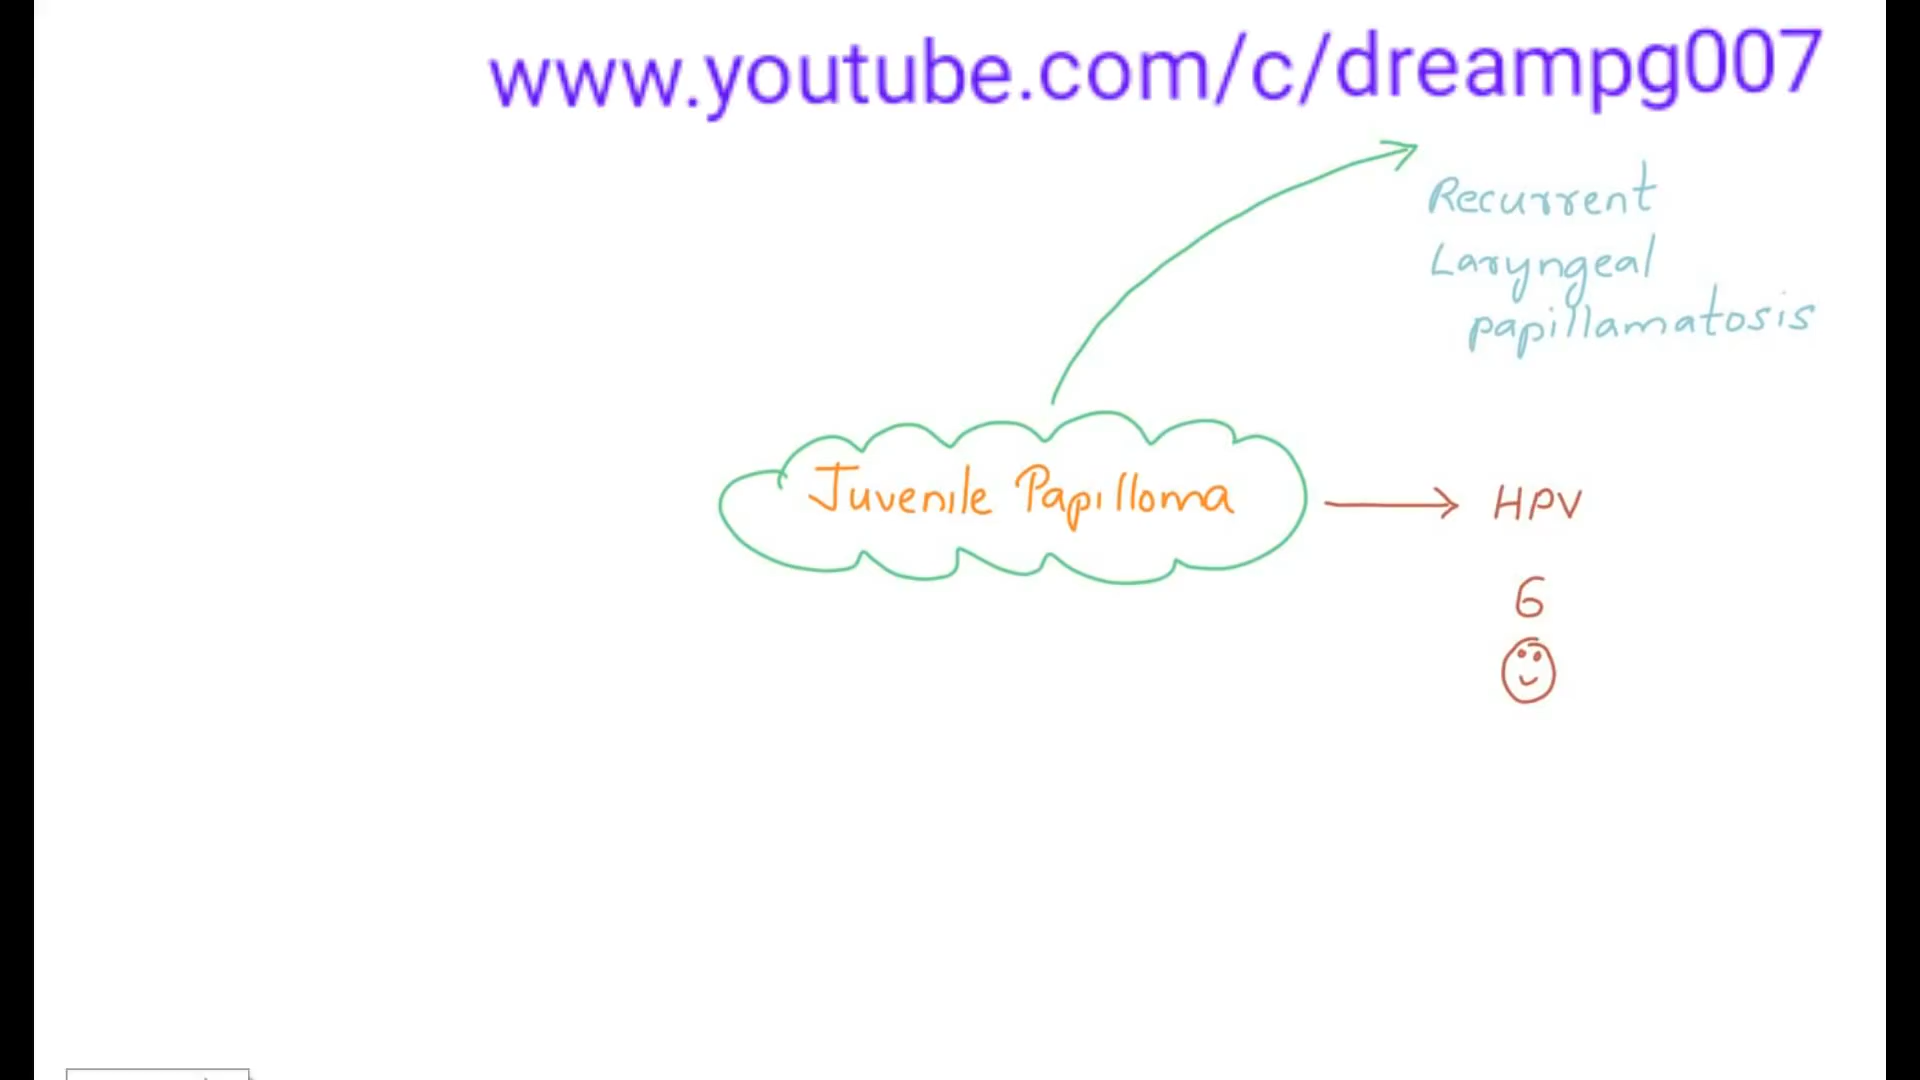 www.youtube.com/c/dreampg007
Recurrent
Laryngeal
papillamatosis
Juvenile Papilloma
HPV
6